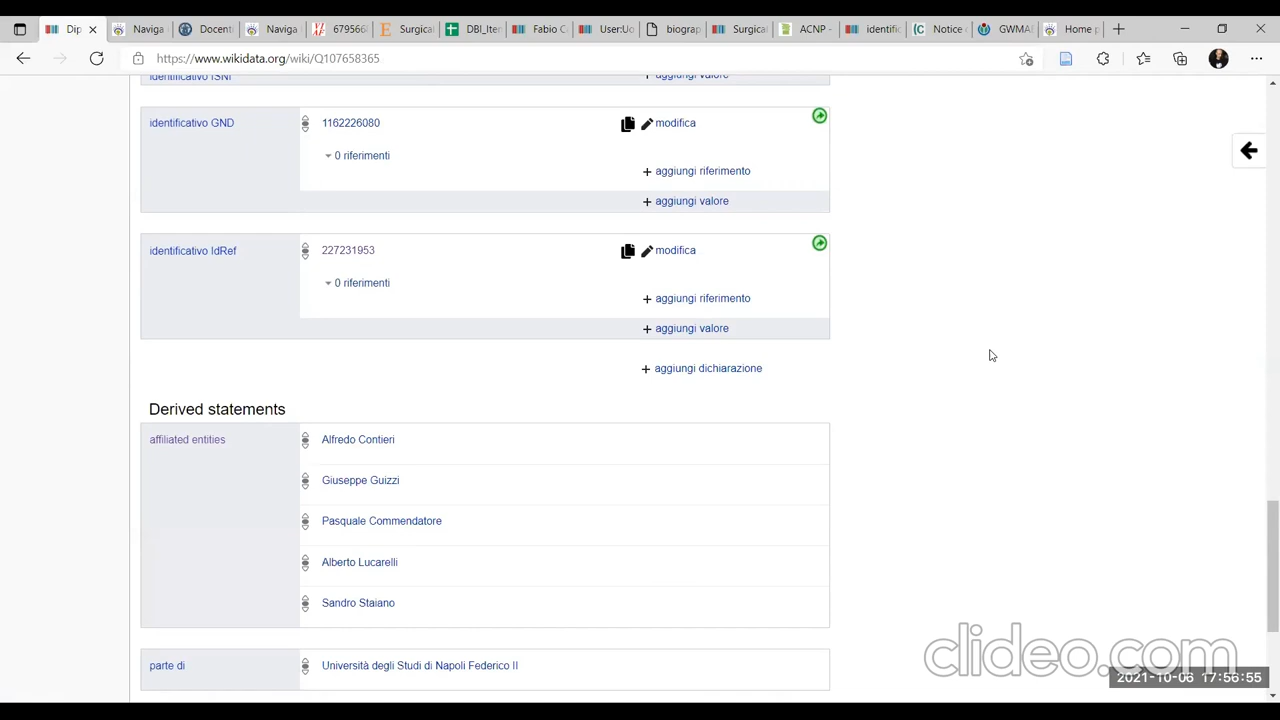 Dip
Naviga
Docenti
Naviga
67056
Surgical
DBI_Iter
Fabio C
User:Uo
biograp
Surgical
ACNP -
identific
Notice d
GWMA
Home p
https://www.wikidata.org/wiki/Q107658365
identificativo ISNI
aggiungi valore
identificativo GND
1162226080
modifica
0 riferimenti
+ aggiungi riferimento
+ aggiungi valore
identificativo IdRef
227231953
modifica
0 riferimenti
+ aggiungi riferimento
+ aggiungi valore
+ aggiungi dichiarazione
Derived statements
affiliated entities
Alfredo Contieri
Giuseppe Guizzi
Pasquale Commendatore
Alberto Lucarelli
Sandro Staiano
parte di
Università degli Studi di Napoli Federico II
clideo.com
2021-10-06 17:56:55